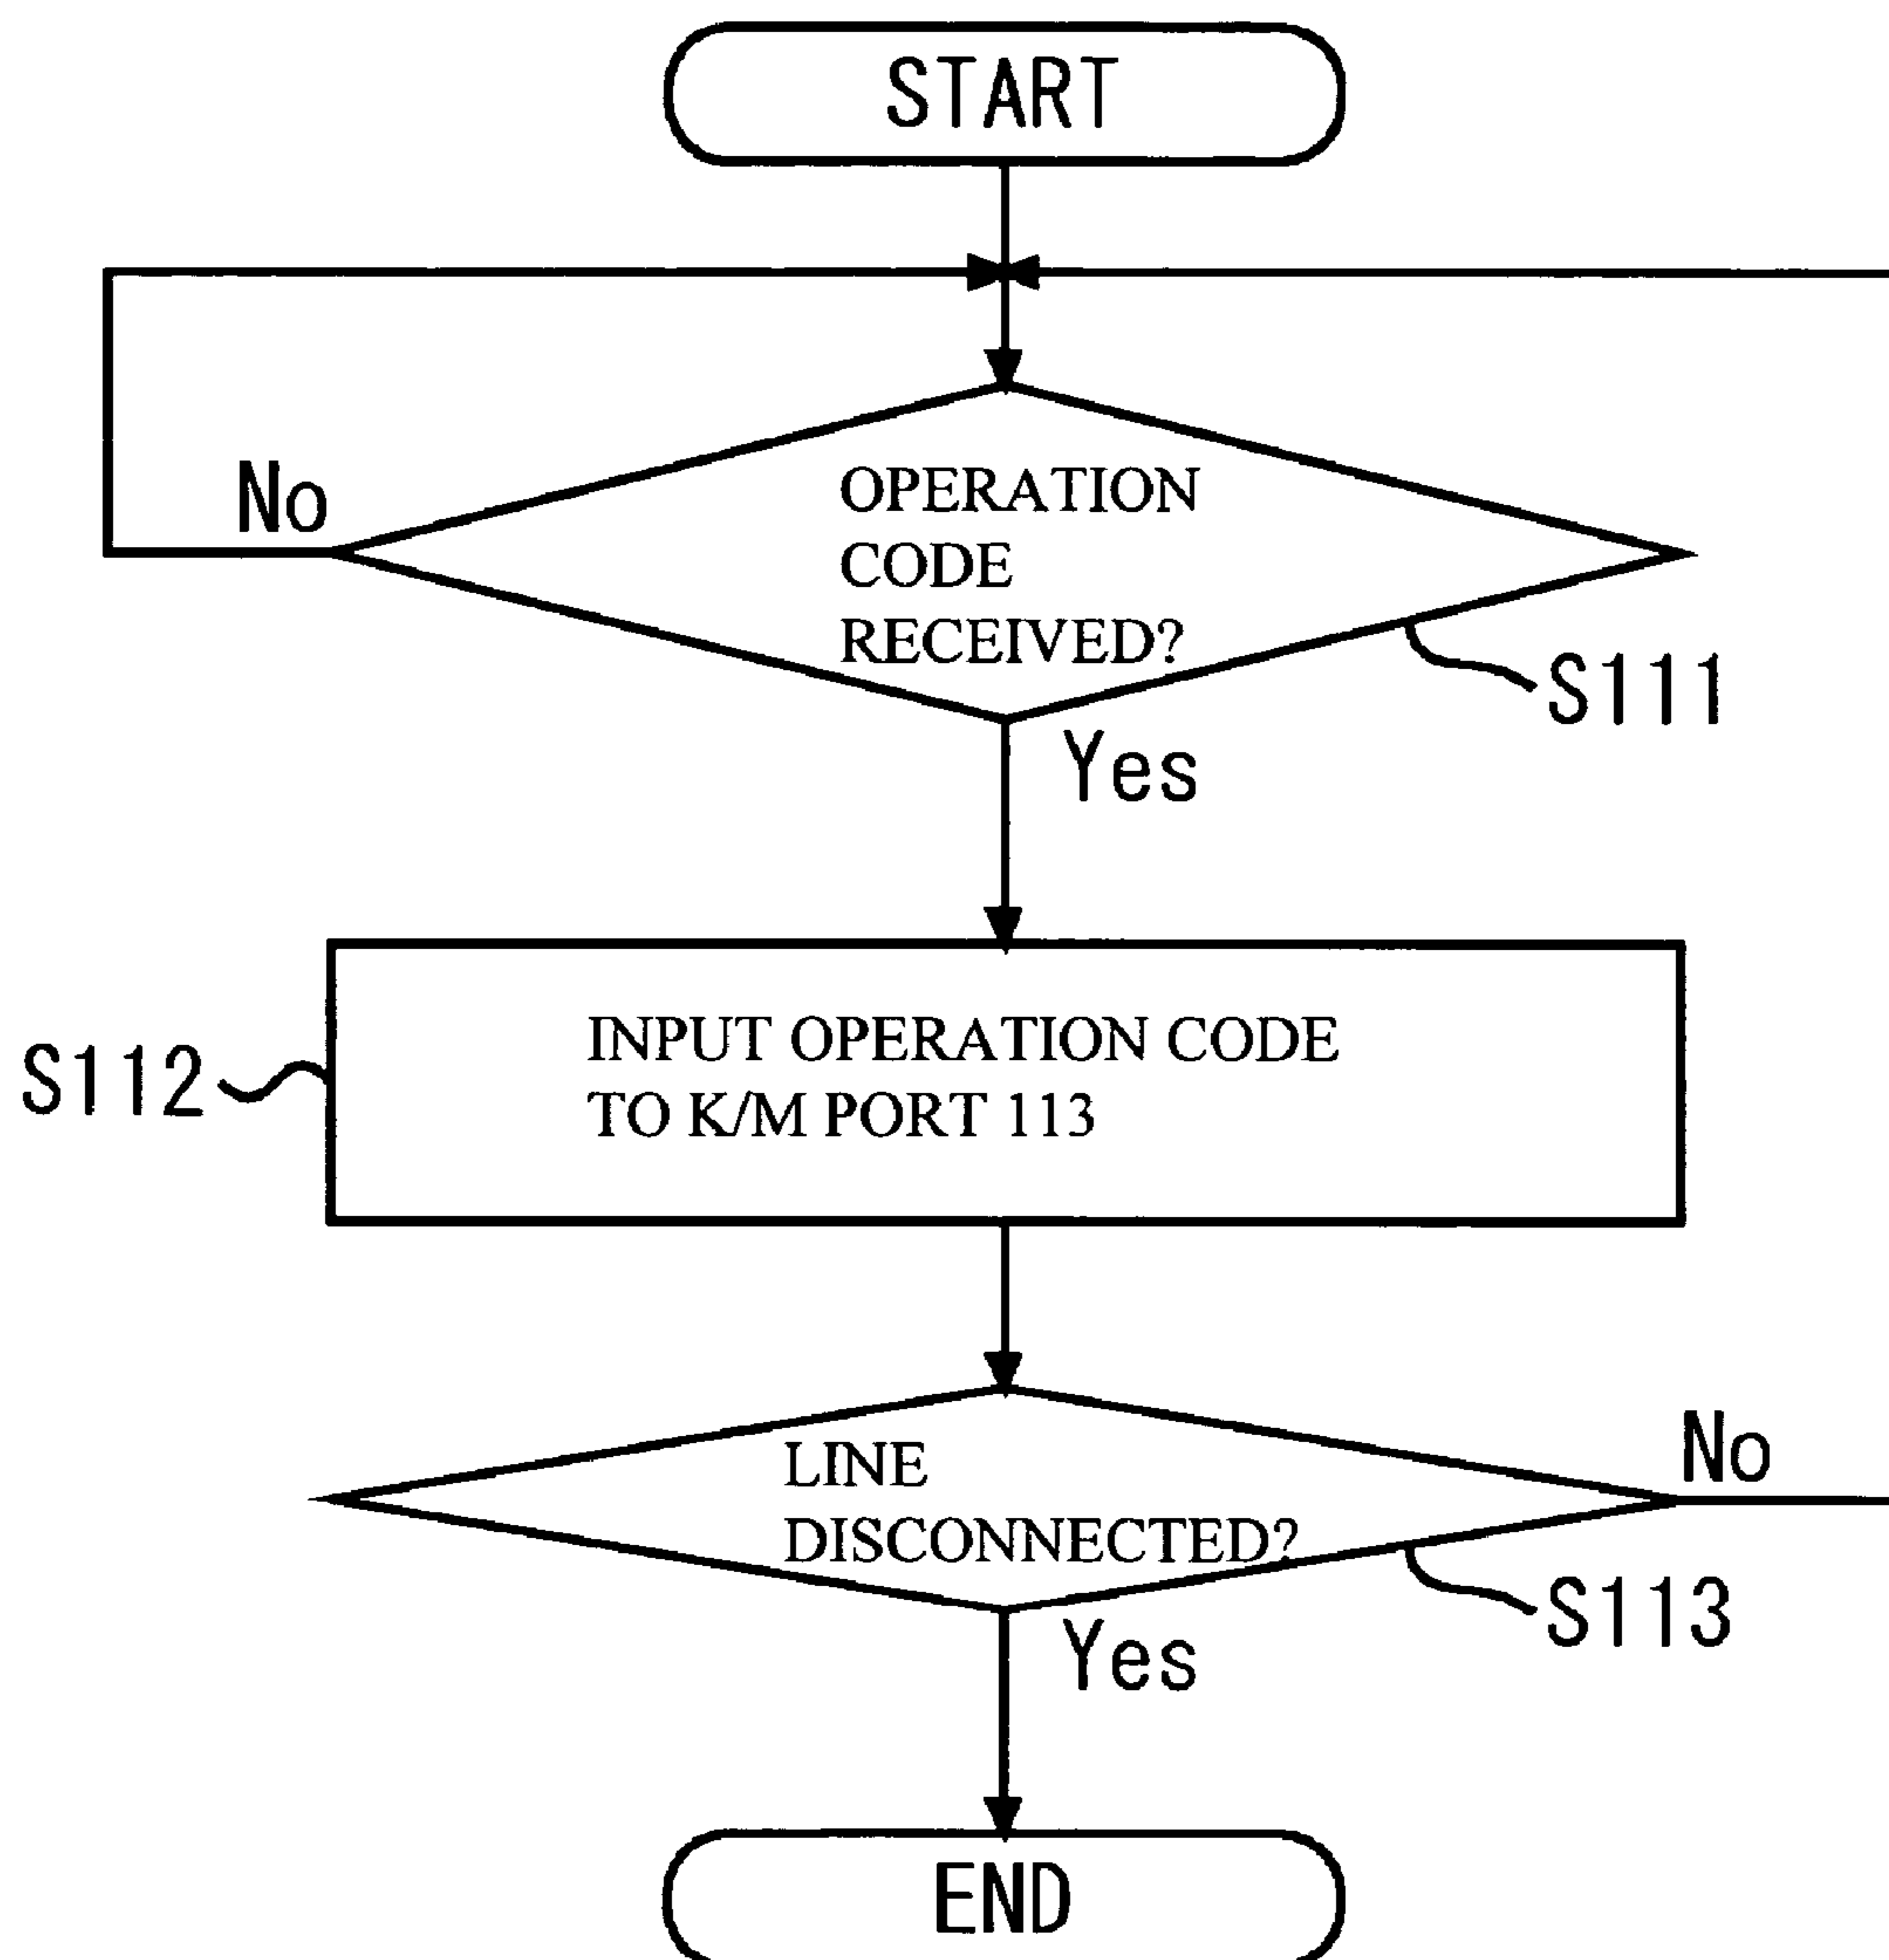 START
No
OPERATION
CODE
RECEIVED?
S111
Yes
S112
INPUT OPERATION CODE
TO K/M PORT 113
LINE
DISCONNECTED?
No
S113
Yes
END